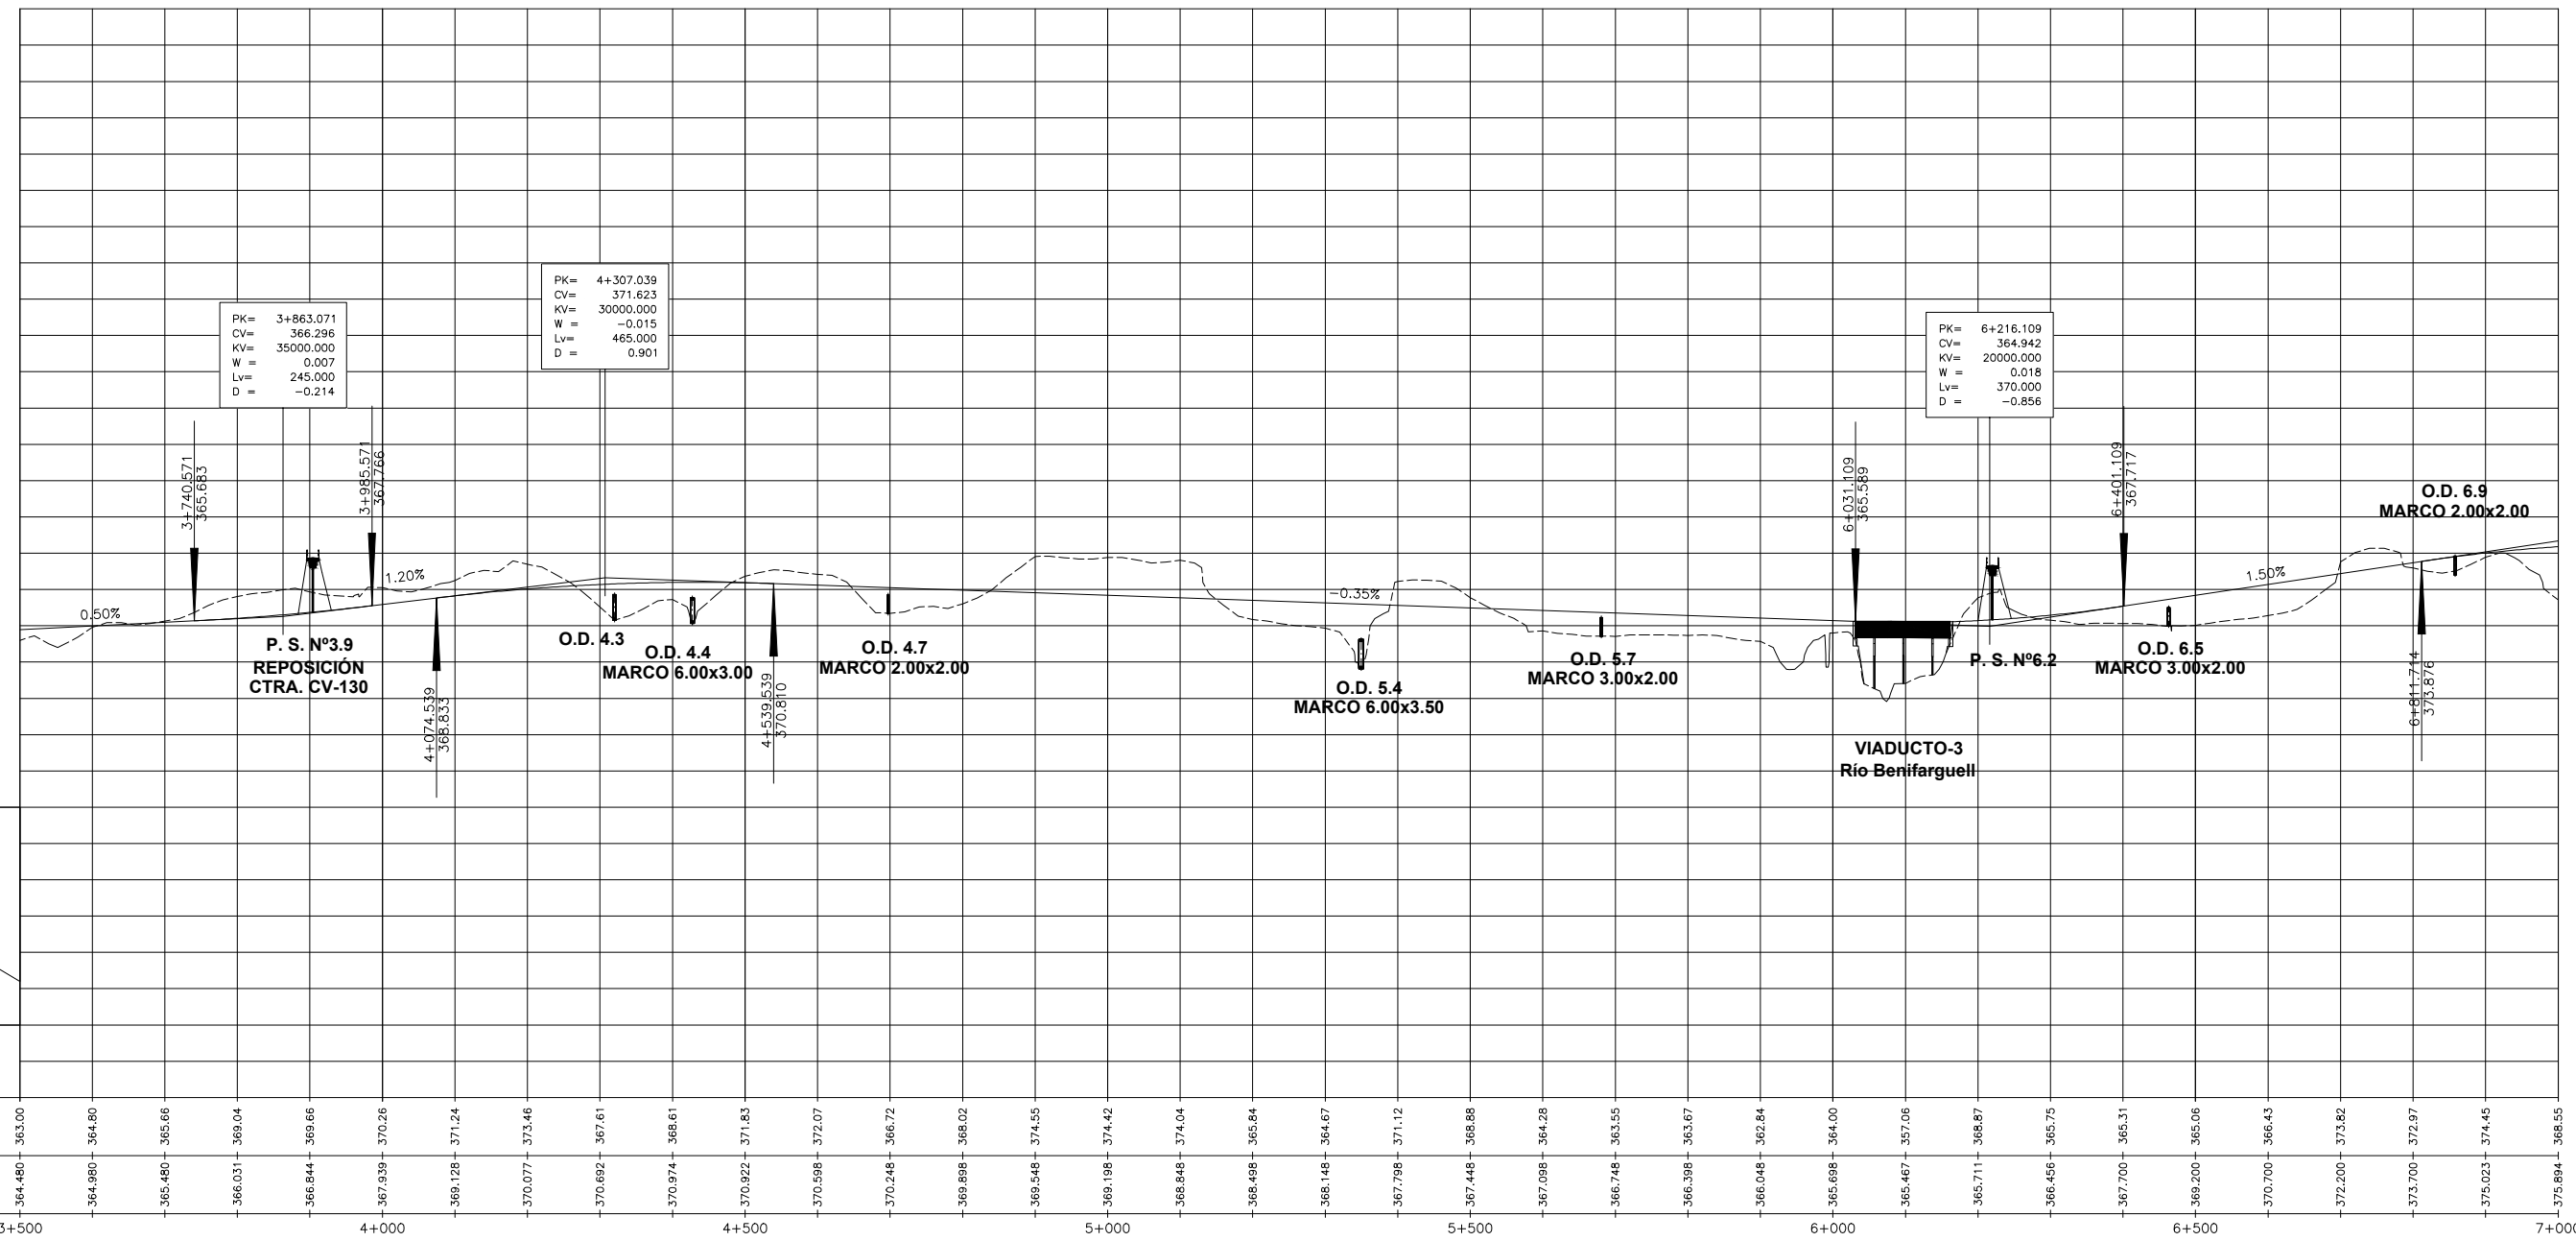 PK= 4+307.039
CV= 371.623
KV= 30000.000
W = -0.015
Lv= 465.000
D = 0.901
PK= 3+863.071
CV= 366.296
KV= 35000.000
W = 0.007
Lv= 245.000
D = -0.214
PK= 6+216.109
CV= 364.942
KV= 20000.000
W = 0.018
Lv= 370.000
D = -0.856
3+740.571
365.683
3+985.571
367.766
6+031.109
365.589
6+401.109
367.717
O.D. 6.9
MARCO 2.00x2.00
0.50%
1.20%
-0.35%
1.50%
P. S. Nº3.9
REPOSICIÓN
CTRA. CV-130
4+074.539
368.833
O.D. 4.3
O.D. 4.4
MARCO 6.00x3.00
4+539.539
370.810
O.D. 4.7
MARCO 2.00x2.00
O.D. 5.4
MARCO 6.00x3.50
O.D. 5.7
MARCO 3.00x2.00
P. S. Nº6.2
O.D. 6.5
MARCO 3.00x2.00
6+811.714
373.876
VIADUCTO-3
Río Benifarguell
363.00 364.80 365.66 369.04 369.66 370.26 371.24 373.46 367.61 368.61 371.83 372.07 366.72 368.02 374.55 374.42 374.04 365.84 364.67 371.12 368.88 364.28 363.55 363.67 362.84 364.00 357.06 368.87 365.75 365.31 365.06 366.43 373.82 372.97 374.45 368.55
364.480 364.980 365.480 366.031 366.844 367.939 369.128 370.077 370.692 370.974 370.922 370.598 370.248 369.898 369.548 369.198 368.848 368.498 368.148 367.798 367.448 367.098 366.748 366.398 366.048 365.698 365.467 365.711 366.456 367.700 369.200 370.700 372.200 373.700 375.023 375.894
3+500 4+000 4+500 5+000 5+500 6+000 6+500 7+000